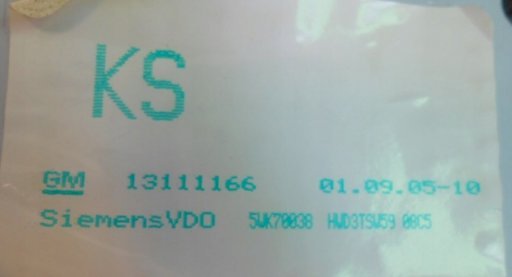 KS
GM 13111166 01.09.05-10
SiemensVDO 5WK70038 HWD3TSW59 08C5